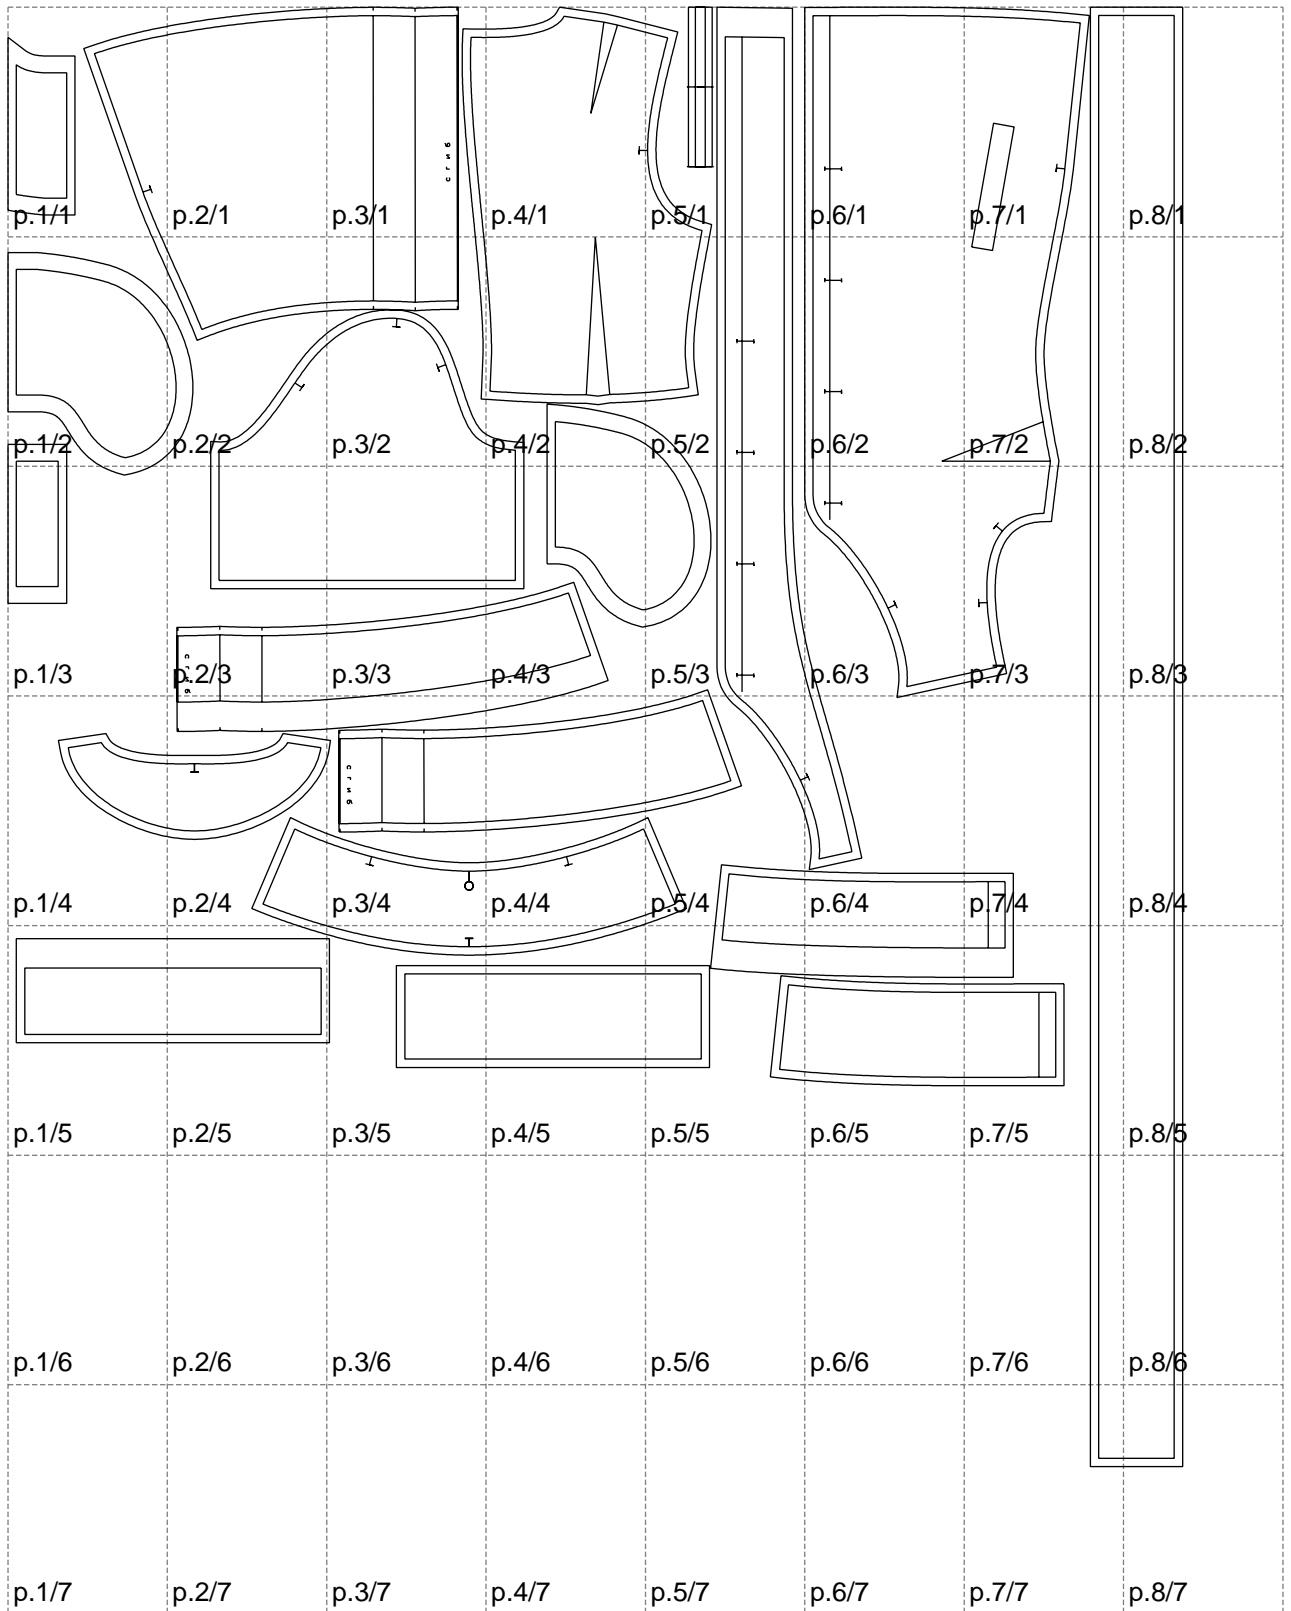 сгиб
p.1/1 p.2/1 p.3/1 p.4/1 p.5/1 p.6/1 p.7/1 p.8/1
p.1/2 p.2/2 p.3/2 p.4/2 p.5/2 p.6/2 p.7/2 p.8/2
сгиб
p.1/3 p.2/3 p.3/3 p.4/3 p.5/3 p.6/3 p.7/3 p.8/3
сгиб
p.1/4 p.2/4 p.3/4 p.4/4 p.5/4 p.6/4 p.7/4 p.8/4
p.1/5 p.2/5 p.3/5 p.4/5 p.5/5 p.6/5 p.7/5 p.8/5
p.1/6 p.2/6 p.3/6 p.4/6 p.5/6 p.6/6 p.7/6 p.8/6
p.1/7 p.2/7 p.3/7 p.4/7 p.5/7 p.6/7 p.7/7 p.8/7